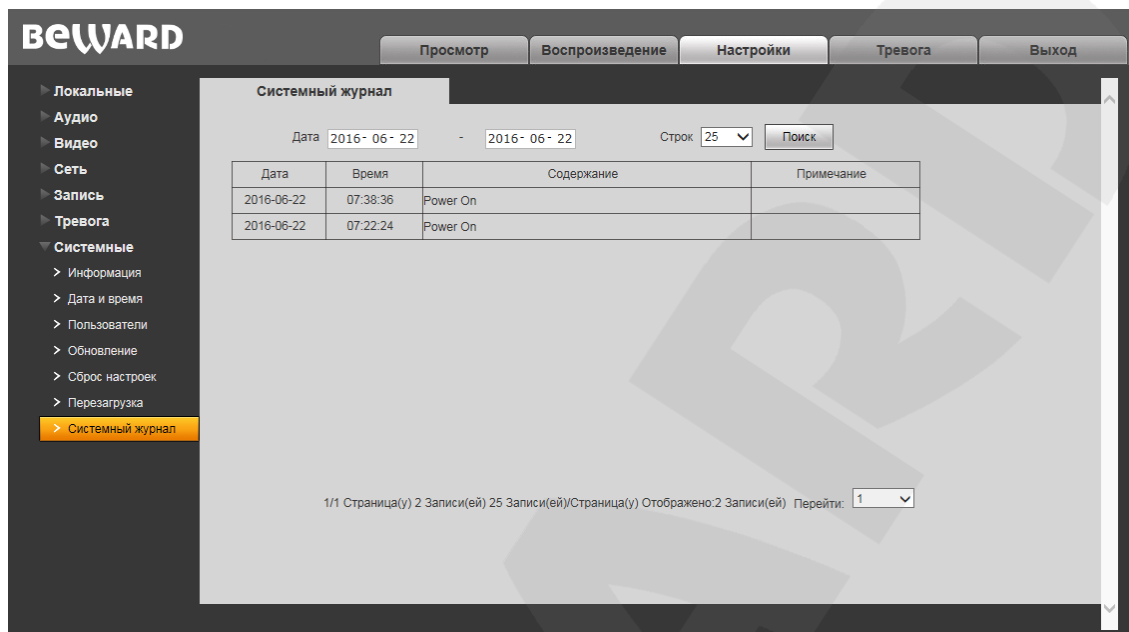 BEWARD
Просмотр Воспроизведение Настройки Тревога Выход
Локальные
Аудио
Видео
Сеть
Запись
Тревога
Системные
Информация
Дата и время
Пользователи
Обновление
Сброс настроек
Перезагрузка
Системный журнал
Системный журнал
Дата 2016- 06- 22 - 2016- 06- 22 Строк 25 Поиск
Дата Время Содержание Примечание
2016-06-22 07:38:36 Power On
2016-06-22 07:22:24 Power On
1/1 Страница(у) 2 Записи(ей) 25 Записи(ей)/Страница(у) Отображено:2 Записи(ей) Перейти: 1